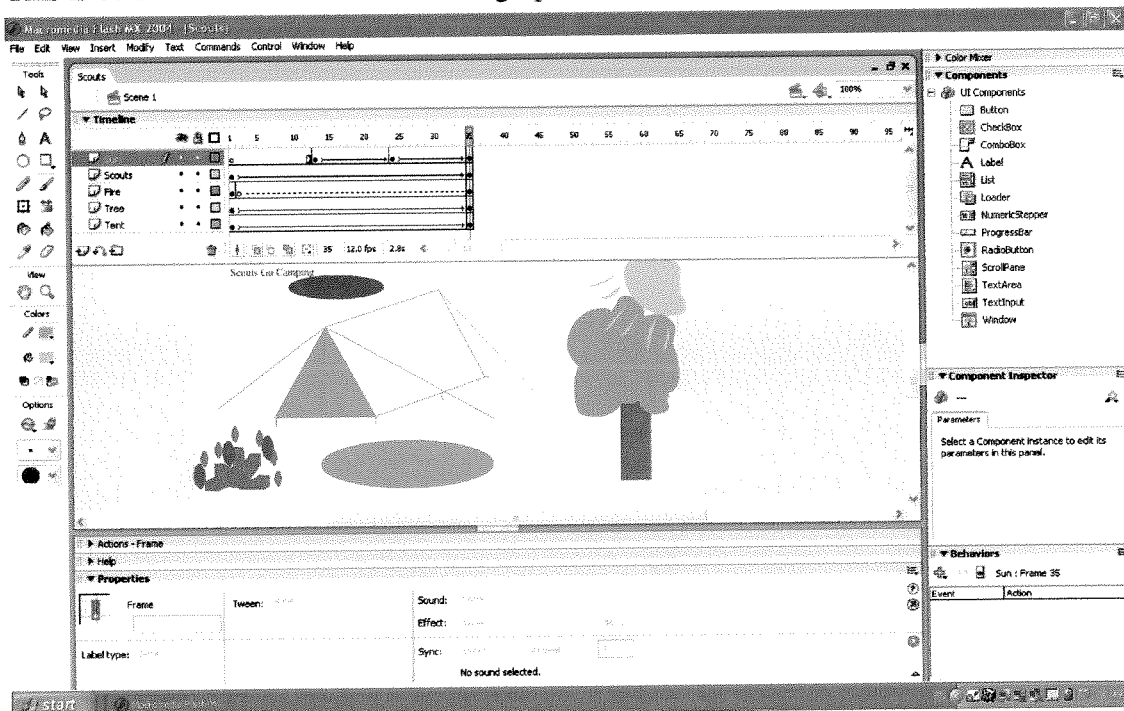 Macromedia Flash MX 2004 - [Scouts]
File Edit View Insert Modify Text Commands Control Window Help
Tools
View
Colors
Options
Scouts
Scene 1
100%
Timeline
1 5 10 15 20 25 30 35 40 45 50 55 60 65 70 75 80 85 90 95
Scouts
Fire
Tree
Tent
35 12.0 fps 2.8s
Scouts Go Camping
Actions - Frame
Help
Properties
Frame
Tween:
Sound:
Effect:
Label type:
Sync:
No sound selected.
Color Mixer
Components
UI Components
Button
CheckBox
ComboBox
Label
List
Loader
NumericStepper
ProgressBar
RadioButton
ScrollPane
TextArea
TextInput
Window
Component Inspector
Parameters
Select a Component instance to edit its
parameters in this panel.
Behaviors
Sun : Frame 35
Event Action
start